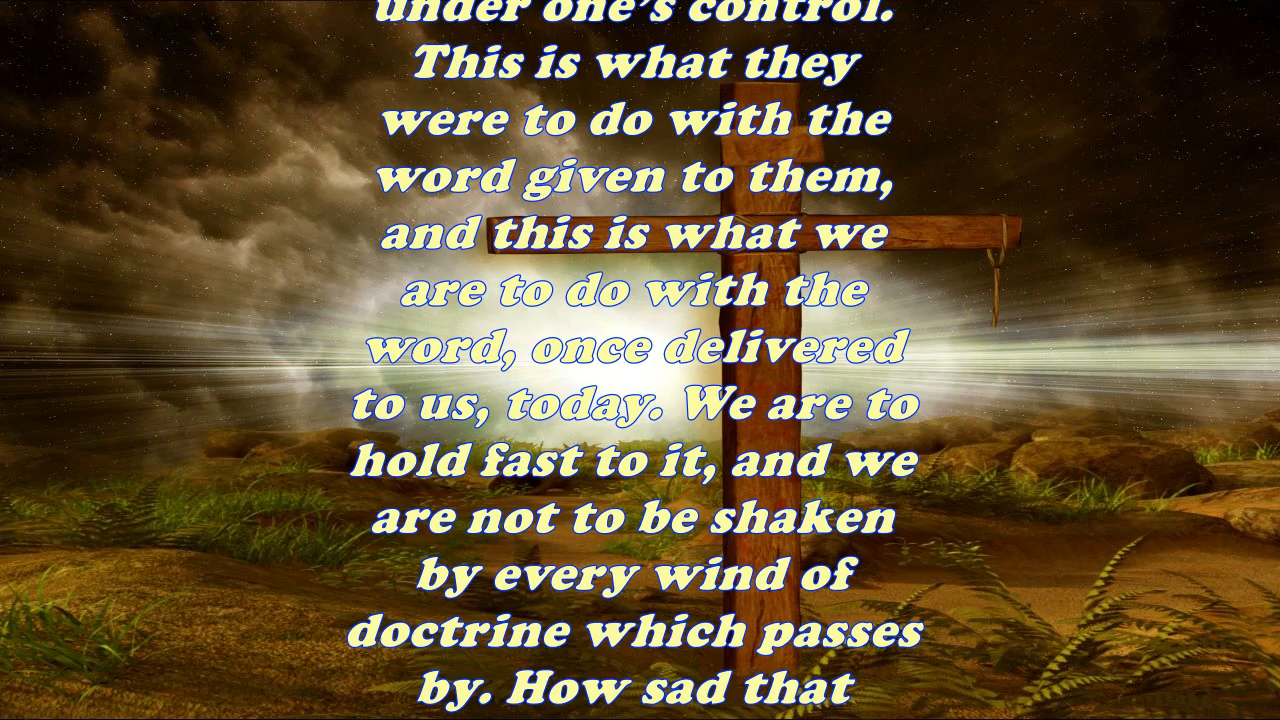 under one's control.
This is what they
were to do with the
word given to them,
and this is what we
are to do with the
word, once delivered
to us, today. We are to
hold fast to it, and we
are not to be shaken
by every wind of
doctrine which passes
by. How sad that